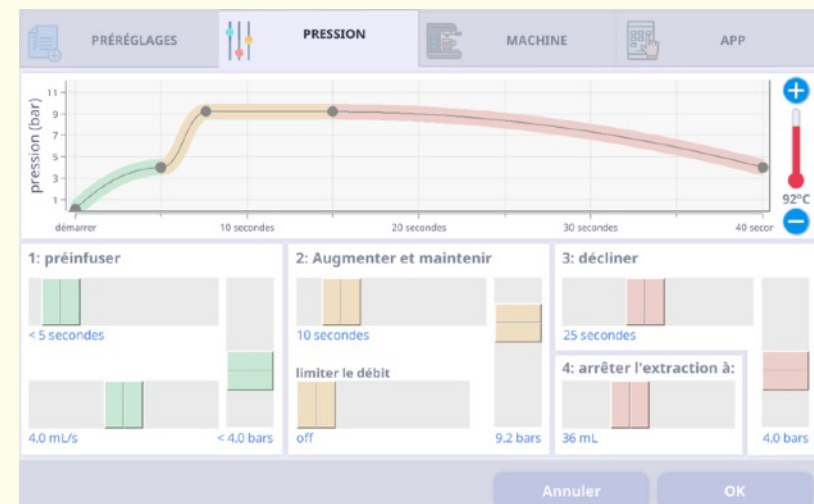 PRÉRÉGLAGES
PRESSION
MACHINE
APP
pression (bar)
11
9
7
5
3
1
démarrer
10 secondes
20 secondes
30 secondes
40 secor
92°C
1: préinfuser
< 5 secondes
4.0 mL/s
< 4.0 bars
2: Augmenter et maintenir
10 secondes
limiter le débit
off
9.2 bars
3: décliner
25 secondes
4: arrêter l'extraction à:
36 mL
4.0 bars
Annuler
OK